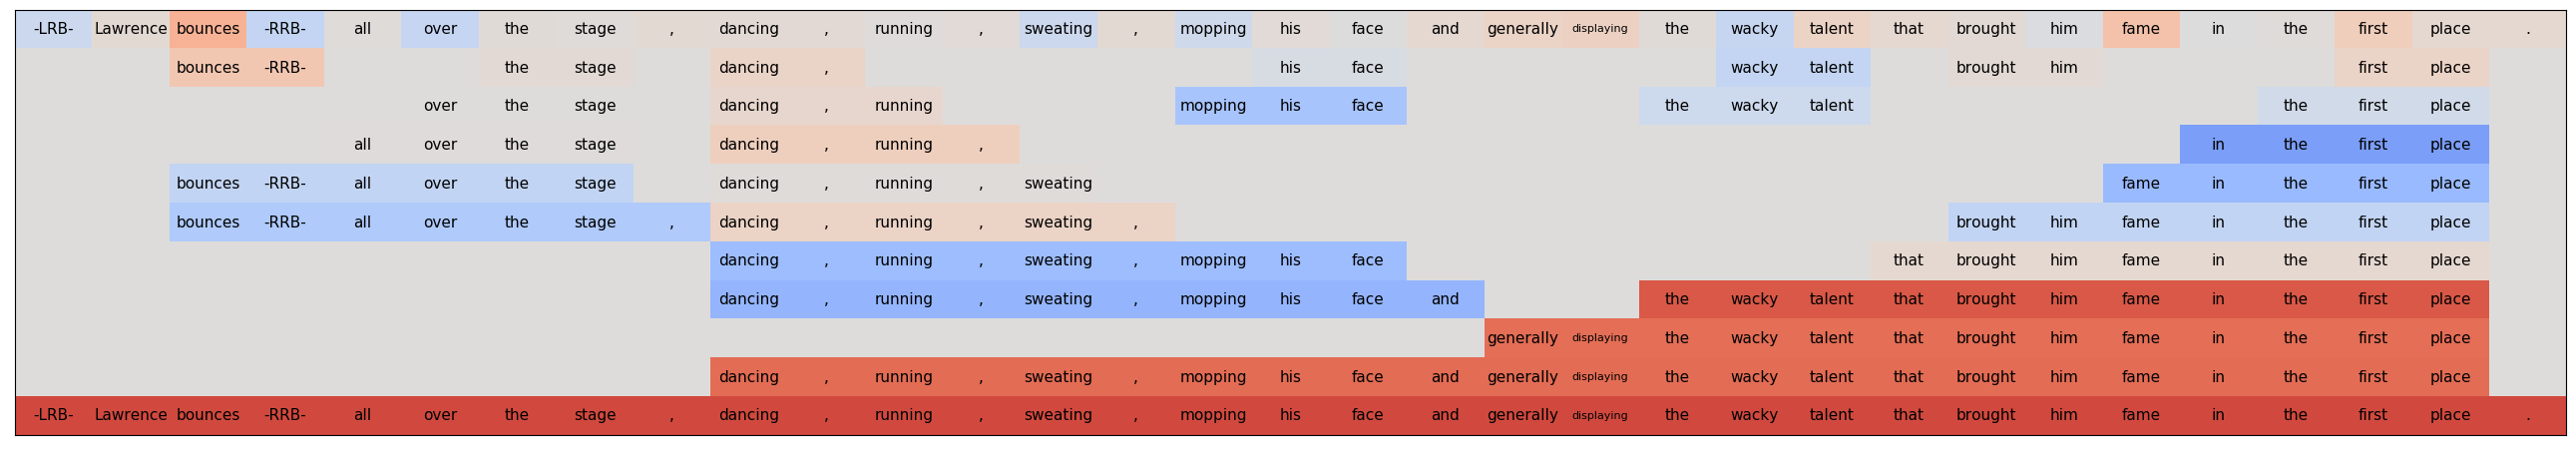 -LRB- Lawrence bounces -RRB- all over the stage , dancing , running , sweating , mopping his face and generally displaying the wacky talent that brought him fame in the first place .
bounces -RRB- the stage dancing , his face wacky talent brought him first place
over the stage dancing , running mopping his face the wacky talent the first place
all over the stage dancing , running , in the first place
bounces -RRB- all over the stage dancing , running , sweating fame in the first place
bounces -RRB- all over the stage , dancing , running , sweating , brought him fame in the first place
dancing , running , sweating , mopping his face that brought him fame in the first place
dancing , running , sweating , mopping his face and the wacky talent that brought him fame in the first place
generally displaying the wacky talent that brought him fame in the first place
dancing , running , sweating , mopping his face and generally displaying the wacky talent that brought him fame in the first place
-LRB- Lawrence bounces -RRB- all over the stage , dancing , running , sweating , mopping his face and generally displaying the wacky talent that brought him fame in the first place .